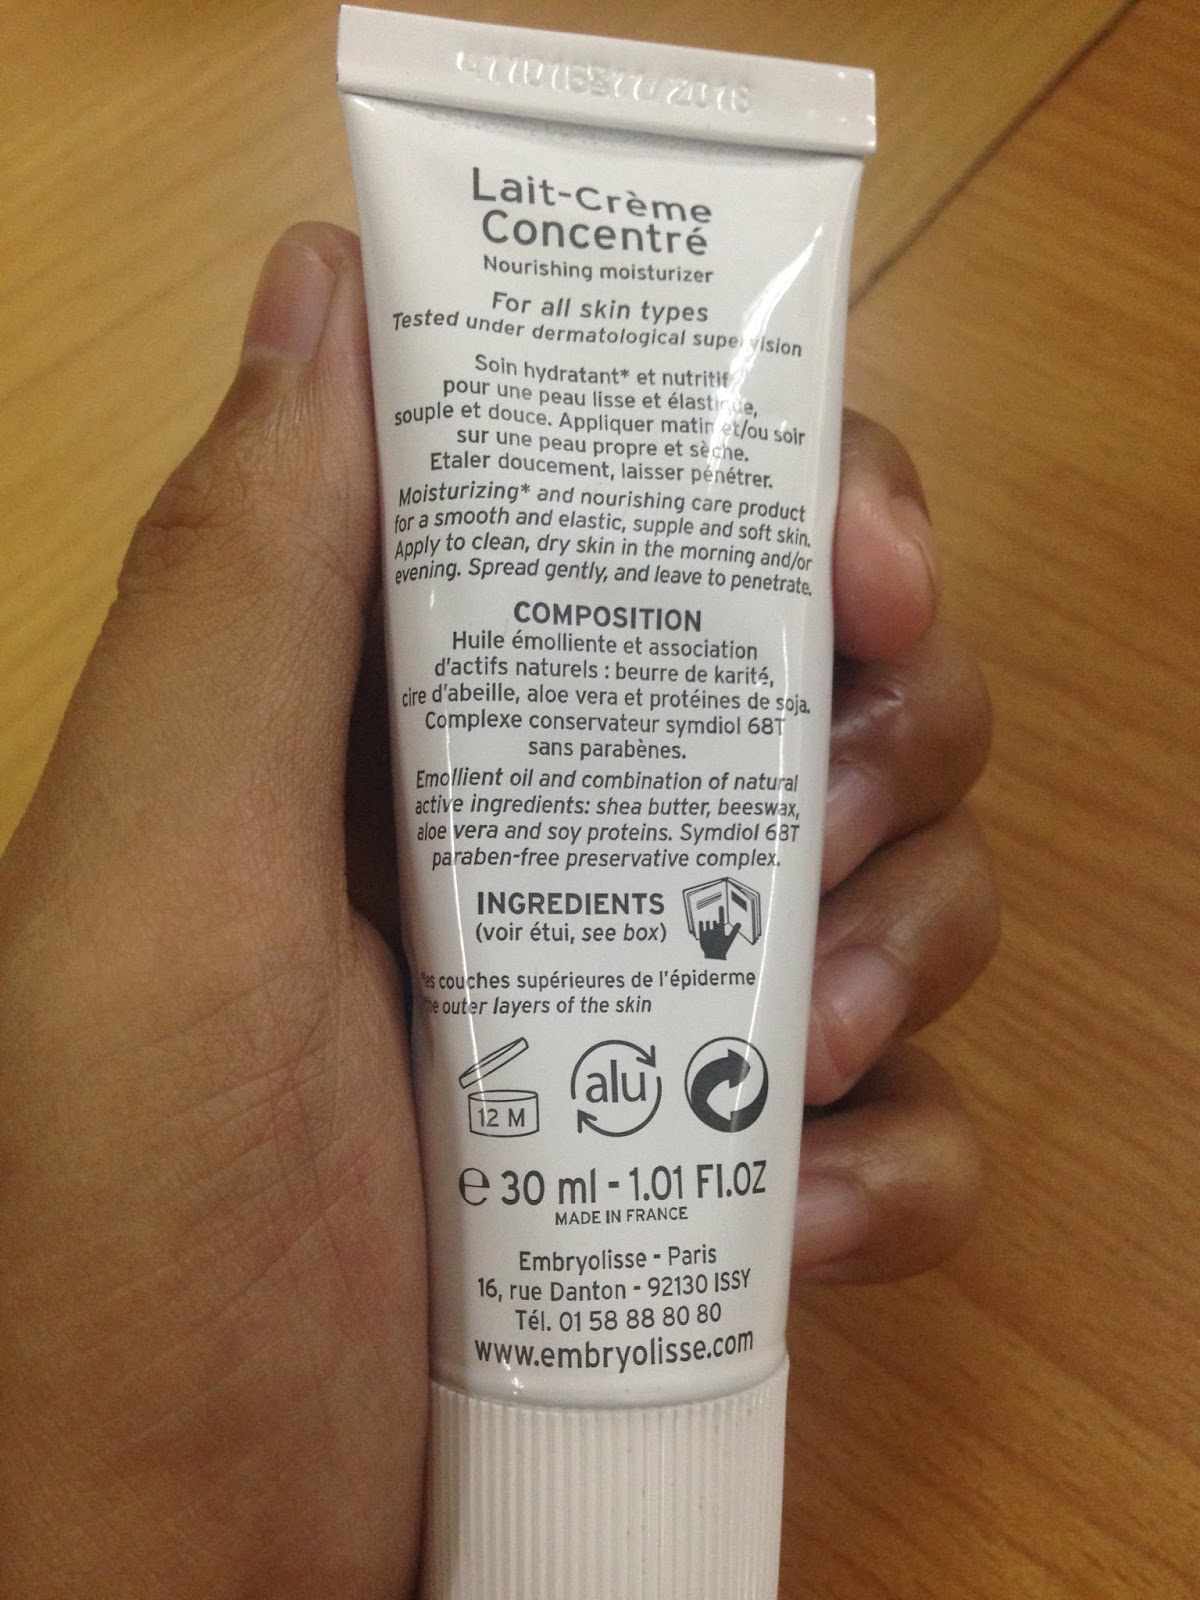 Lait-Crème
Concentré
Nourishing moisturizer
For all skin types
Tested under dermatological supervision
Soin hydratant* et nutritif
pour une peau lisse et élastique,
souple et douce. Appliquer matin et/ou soir
sur une peau propre et sèche.
Etaler doucement, laisser pénétrer.
Moisturizing* and nourishing care product
for a smooth and elastic, supple and soft skin.
Apply to clean, dry skin in the morning and/or
evening. Spread gently, and leave to penetrate.
COMPOSITION
Huile émolliente et association
d'actifs naturels : beurre de karité,
cire d'abeille, aloe vera et protéines de soja.
Complexe conservateur symdiol 68T
sans parabènes.
Emollient oil and combination of natural
active ingredients: shea butter, beeswax,
aloe vera and soy proteins. Symdiol 68T
paraben-free preservative complex.
INGREDIENTS
(voir étui, see box)
*les couches supérieures de l'épiderme
the outer layers of the skin
12 M
alu
e 30 ml - 1.01 Fl.OZ
MADE IN FRANCE
Embryolisse - Paris
16, rue Danton - 92130 ISSY
Tél. 01 58 88 80 80
www.embryolisse.com